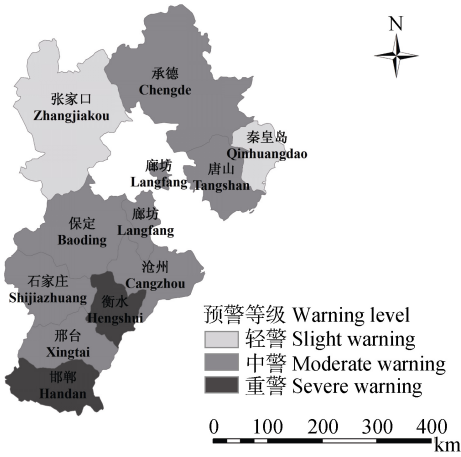 N
承德
Chengde
张家口
Zhangjiakou
秦皇岛
Qinhuangdao
廊坊
Langfang
唐山
Tangshan
保定
Baoding
廊坊
Langfang
沧州
Cangzhou
石家庄
Shijiazhuang
衡水
Hengshui
邢台
Xingtai
邯郸
Handan
预警等级 Warning level
轻警 Slight warning
中警 Moderate warning
重警 Severe warning
0 100 200 300 400
km